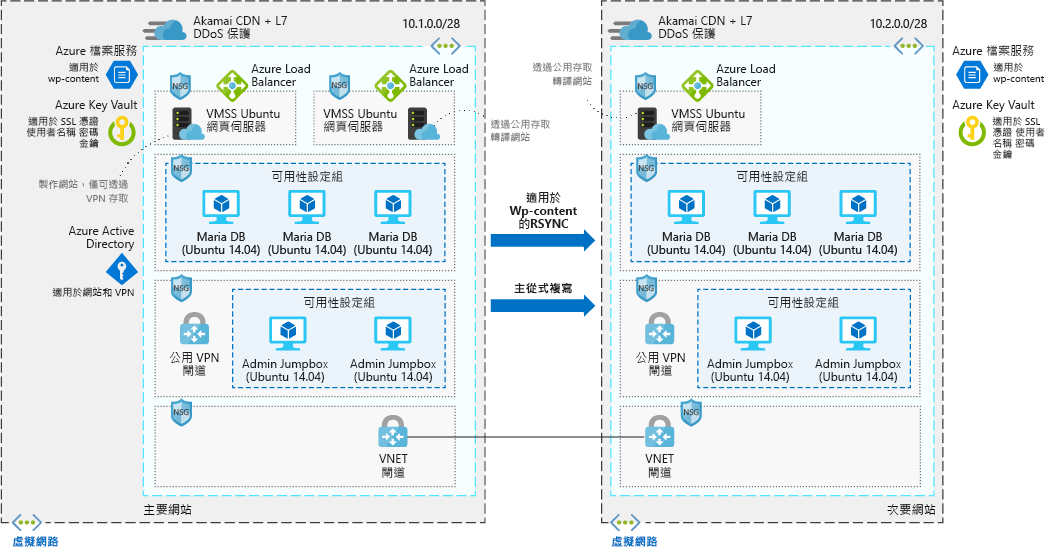 Akamai CDN + L7
DDoS 保護
10.1.0.0/28
Azure 檔案服務
適用於
wp-content
Azure Key Vault
適用於 SSL 憑證
使用者名稱 密碼
金鑰
製作網站，僅可透過
VPN 存取
Azure Active
Directory
適用於網站和 VPN
NSG
Azure Load
Balancer
VMSS Ubuntu
網頁伺服器
NSG
Azure Load
Balancer
VMSS Ubuntu
網頁伺服器
透過公用存取
轉譯網站
NSG
可用性設定組
Maria DB
(Ubuntu 14.04)
Maria DB
(Ubuntu 14.04)
Maria DB
(Ubuntu 14.04)
NSG
公用 VPN
閘道
可用性設定組
Admin Jumpbox
(Ubuntu 14.04)
Admin Jumpbox
(Ubuntu 14.04)
NSG
VNET
閘道
主要網站
虛擬網路
適用於
Wp-content
的RSYNC
主從式複寫
Akamai CDN + L7
DDoS 保護
10.2.0.0/28
透過公用存取
轉譯網站
NSG
Azure Load
Balancer
VMSS Ubuntu
網頁伺服器
NSG
可用性設定組
Maria DB
(Ubuntu 14.04)
Maria DB
(Ubuntu 14.04)
Maria DB
(Ubuntu 14.04)
NSG
公用 VPN
閘道
可用性設定組
Admin Jumpbox
(Ubuntu 14.04)
Admin Jumpbox
(Ubuntu 14.04)
NSG
VNET
閘道
次要網站
虛擬網路
Azure 檔案服務
適用於
wp-content
Azure Key Vault
適用於 SSL
憑證 使用者
名稱 密碼
金鑰